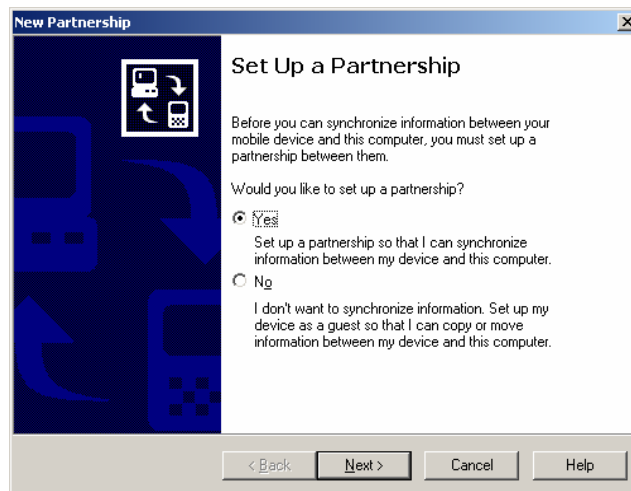 New Partnership
Set Up a Partnership
Before you can synchronize information between your
mobile device and this computer, you must set up a
partnership between them.
Would you like to set up a partnership?
Yes
Set up a partnership so that I can synchronize
information between my device and this computer.
No
I don't want to synchronize information. Set up my
device as a guest so that I can copy or move
information between my device and this computer.
< Back Next > Cancel Help